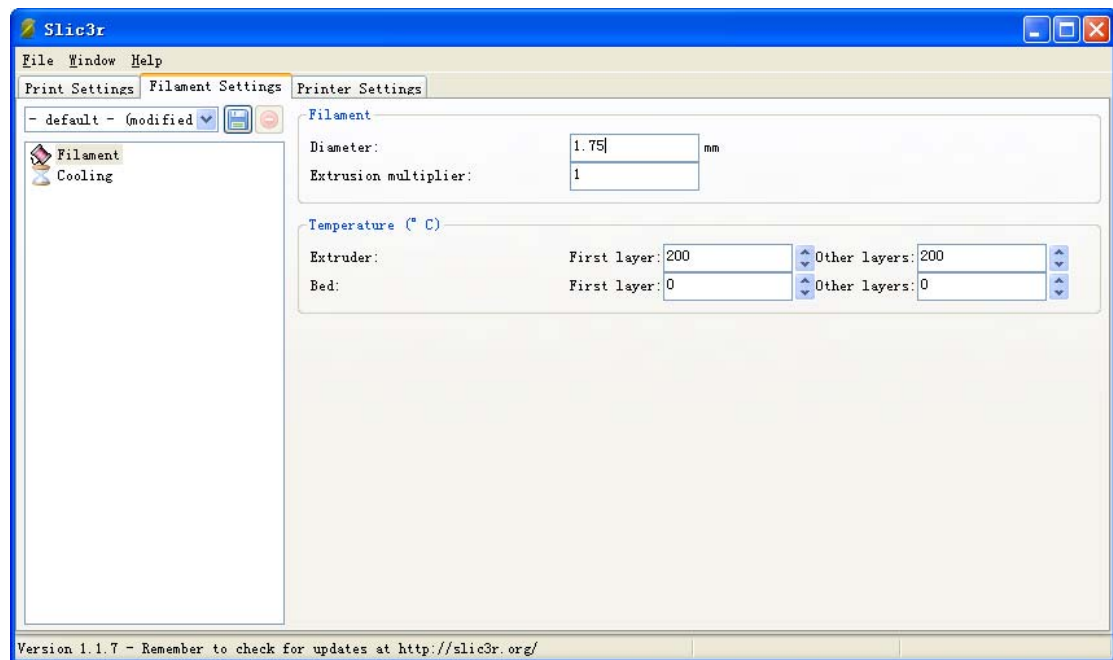 Slic3r
File Window Help
Print Settings Filament Settings Printer Settings
- default - (modified
Filament
Cooling
Filament
Diameter: 1.75 mm
Extrusion multiplier: 1
Temperature (° C)
Extruder: First layer: 200 Other layers: 200
Bed: First layer: 0 Other layers: 0
Version 1.1.7 - Remember to check for updates at http://slic3r.org/